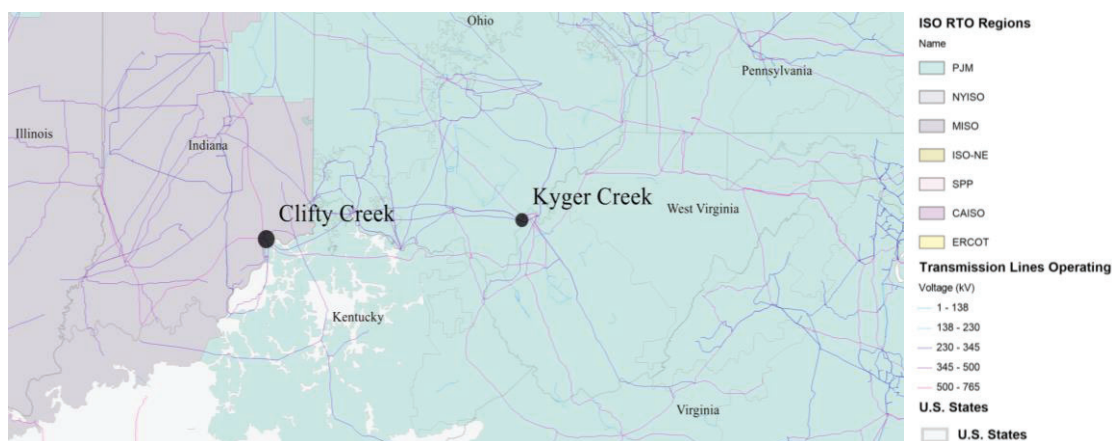 Ohio
Pennsylvania
Illinois
Indiana
Clifty Creek
Kyger Creek
West Virginia
Kentucky
Virginia
ISO RTO Regions
Name
PJM
NYISO
MISO
ISO-NE
SPP
CAISO
ERCOT
Transmission Lines Operating
Voltage (kV)
1 - 138
138 - 230
230 - 345
345 - 500
500 - 765
U.S. States
U.S. States